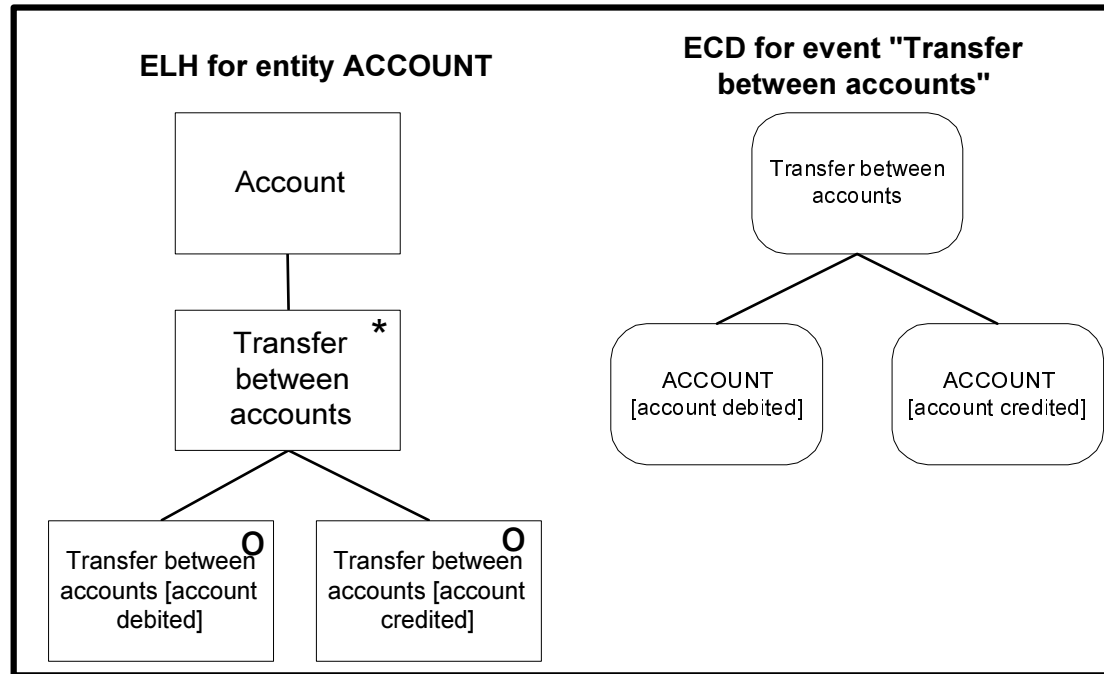 ELH for entity ACCOUNT
Account
Transfer *
between
accounts
Transfer between O
accounts [account
debited]
Transfer between O
accounts [account
credited]
ECD for event "Transfer
between accounts"
Transfer between
accounts
ACCOUNT
[account debited]
ACCOUNT
[account credited]